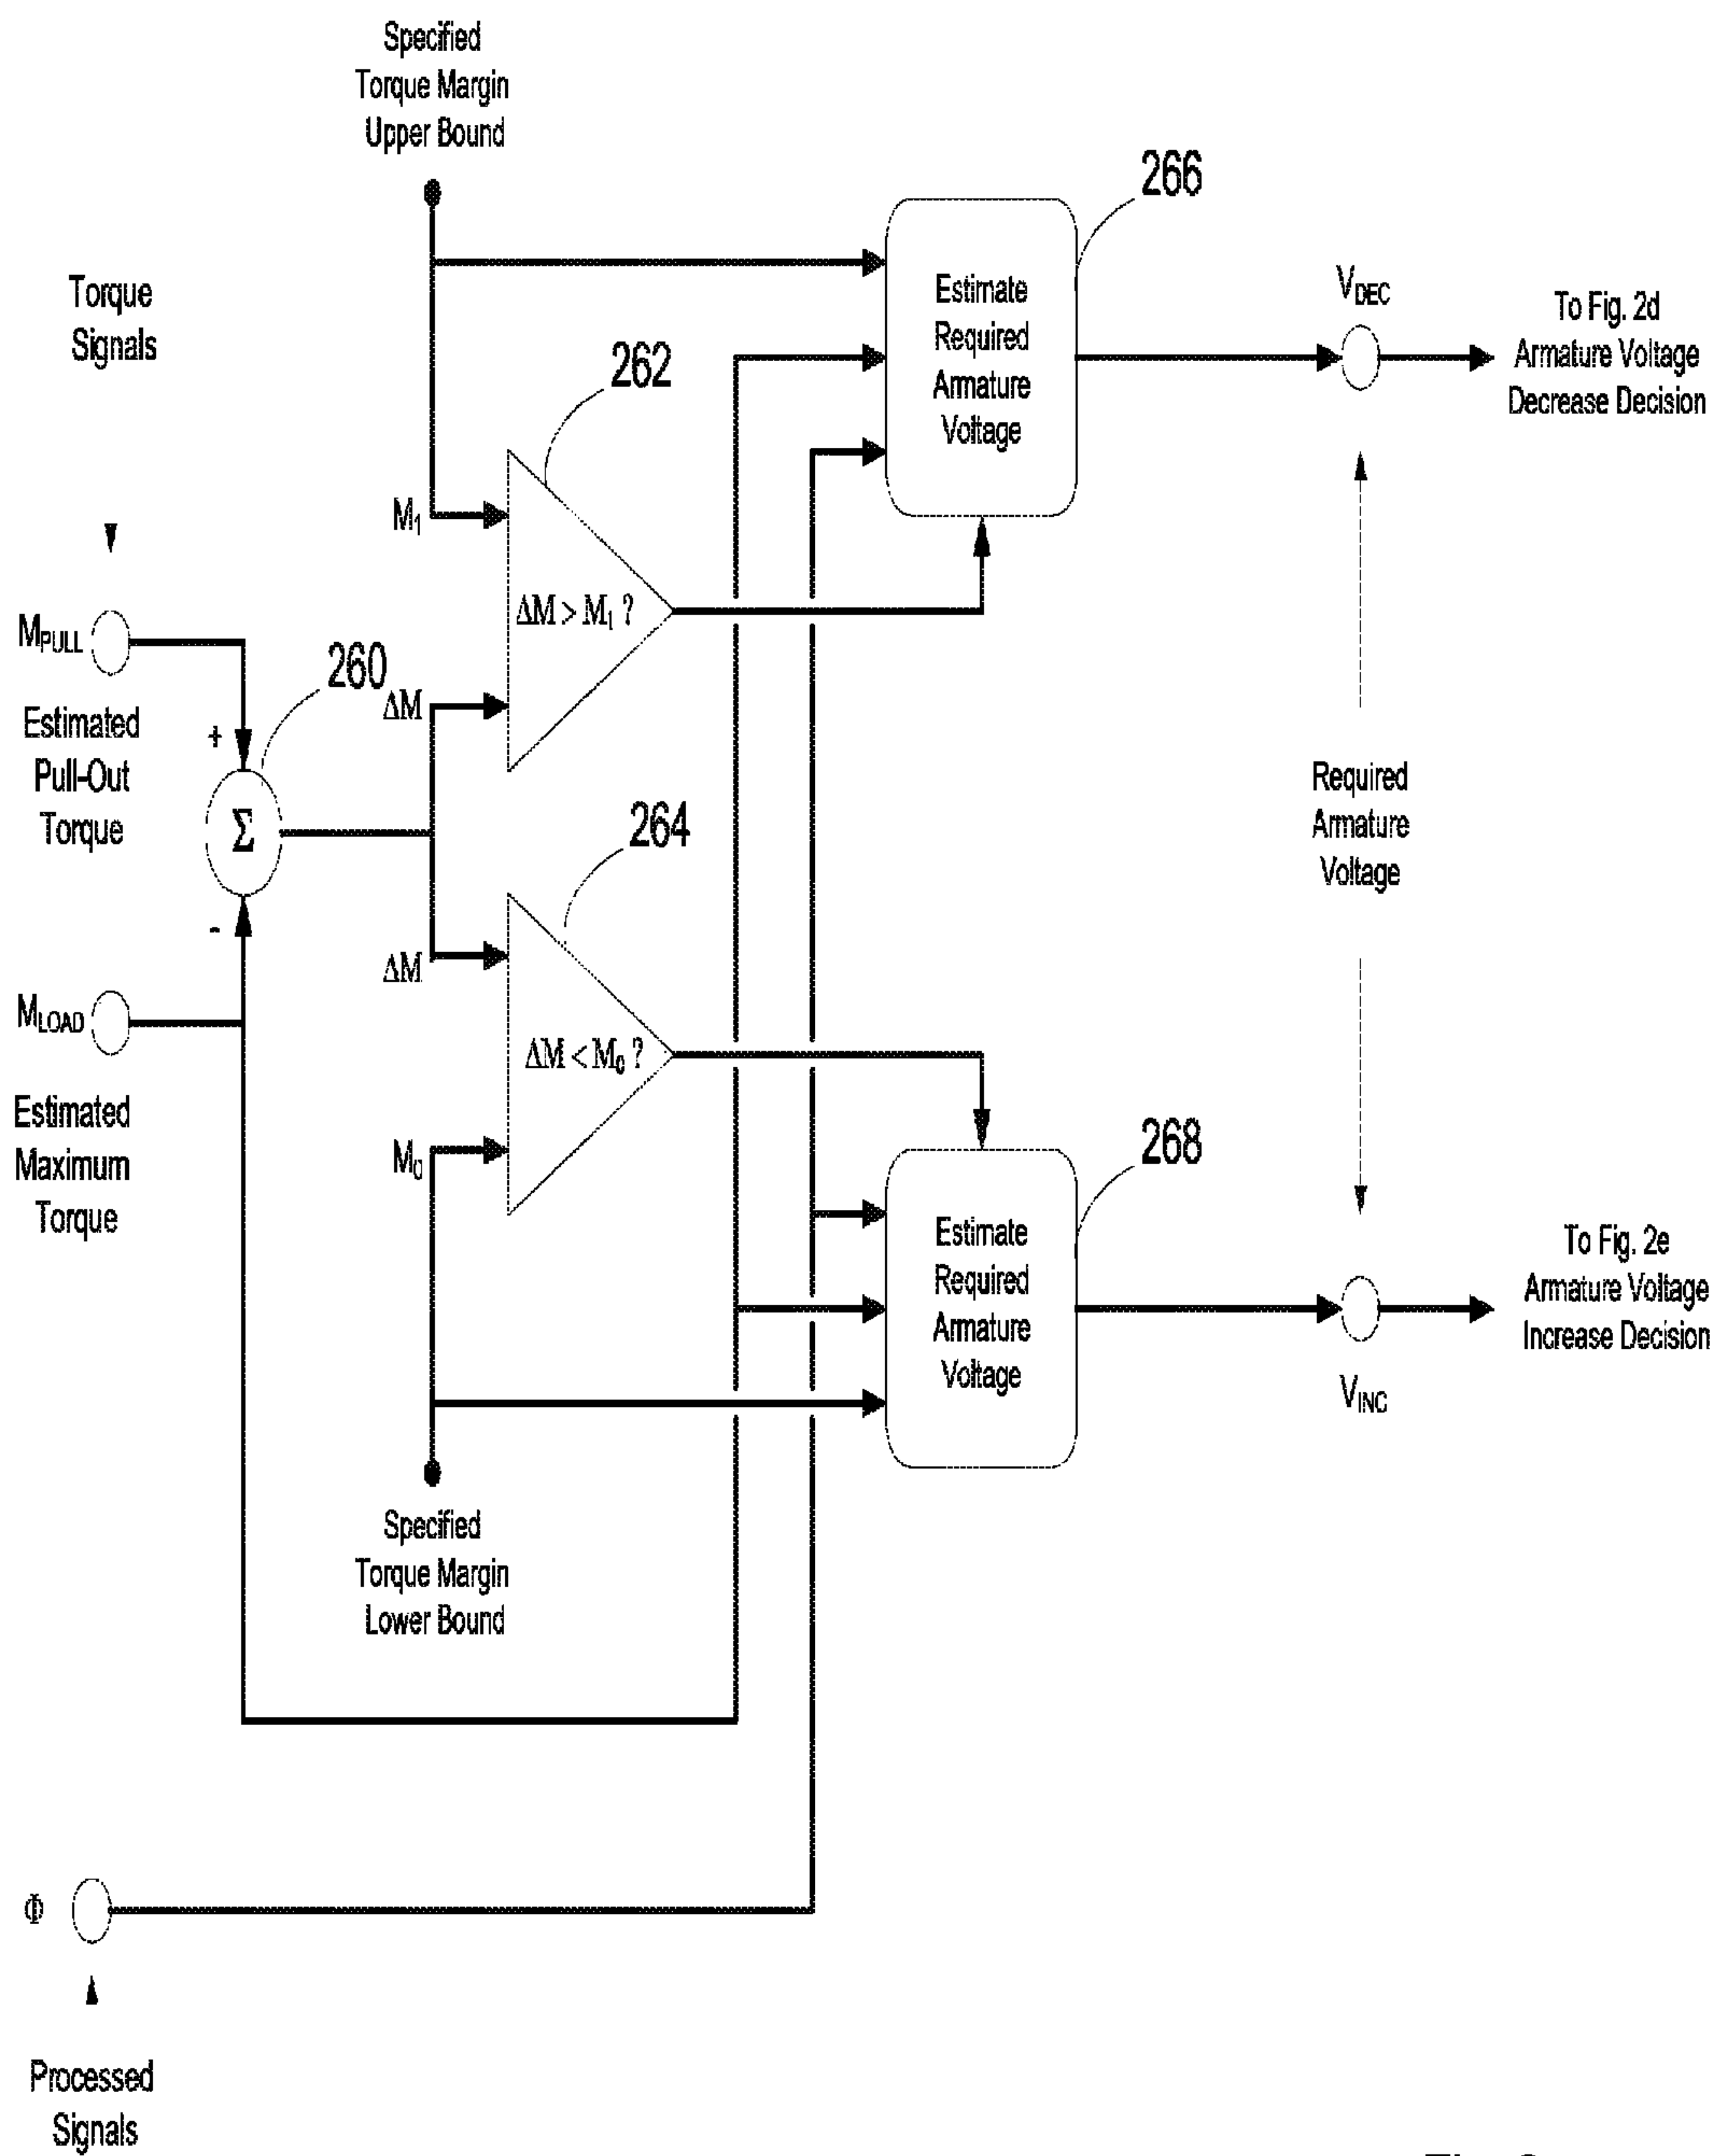 Specified
Torque Margin
Upper Bound
266
Torque
Signals
Estimate
Required
Armature
Voltage
VDEC
To Fig. 2d
Armature Voltage
Decrease Decision
262
M1
ΔM > M1 ?
MPULL
260
ΔM
Estimated
Pull-Out
Torque
+
Σ
-
264
Required
Armature
Voltage
ΔM
MLOAD
ΔM < M0 ?
Estimated
Maximum
Torque
M0
268
Estimate
Required
Armature
Voltage
To Fig. 2e
Armature Voltage
Increase Decision
VINC
Specified
Torque Margin
Lower Bound
Φ
Processed
Signals